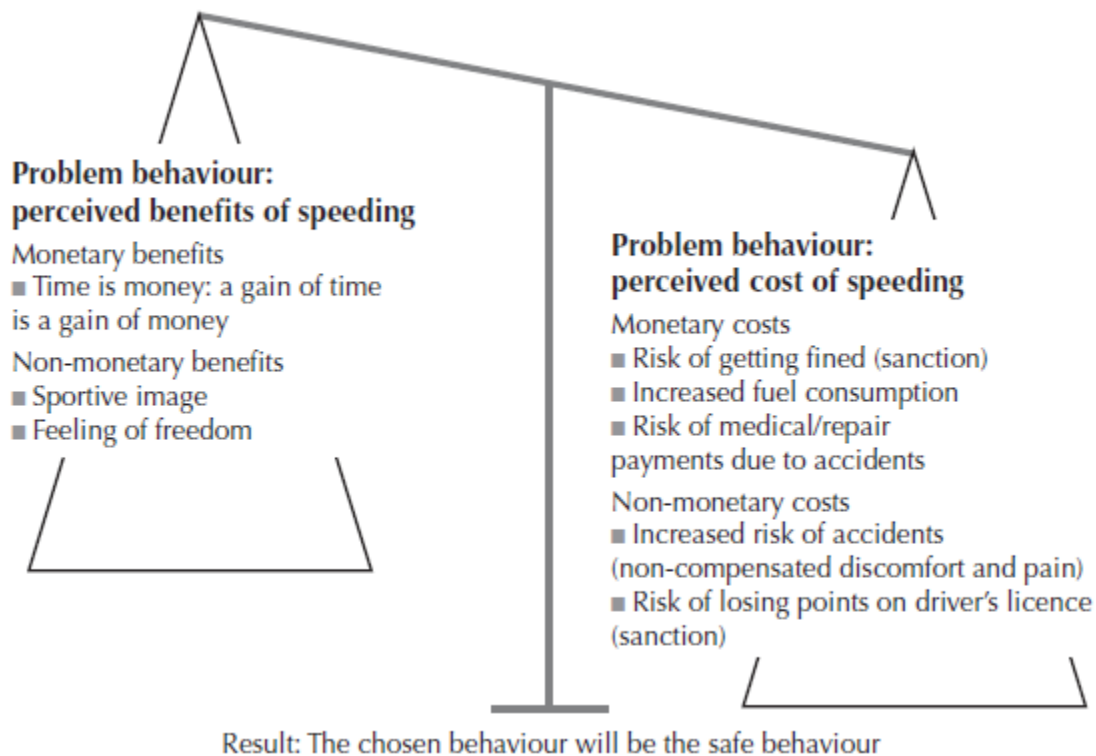 Problem behaviour:
perceived benefits of speeding
Monetary benefits
■ Time is money: a gain of time
is a gain of money
Non-monetary benefits
■ Sportive image
■ Feeling of freedom
Problem behaviour:
perceived cost of speeding
Monetary costs
■ Risk of getting fined (sanction)
■ Increased fuel consumption
■ Risk of medical/repair
payments due to accidents
Non-monetary costs
■ Increased risk of accidents
(non-compensated discomfort and pain)
■ Risk of losing points on driver's licence
(sanction)
Result: The chosen behaviour will be the safe behaviour